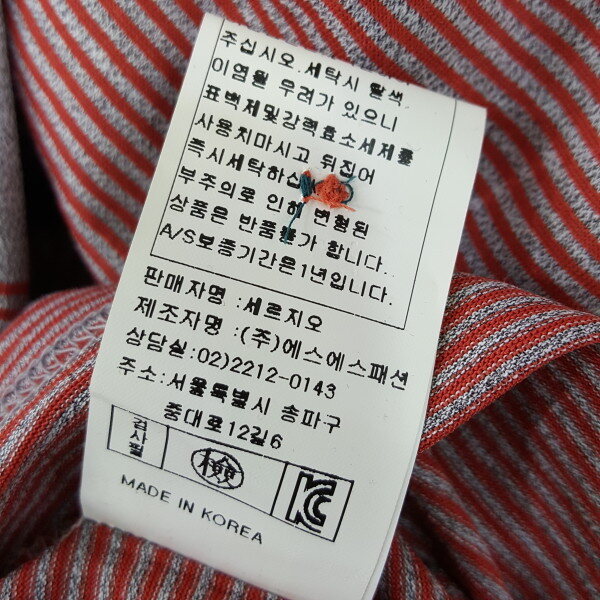 주십시오.세탁시 탈색.
이염될 우려가 있으니
표백제및강력효소세제를
사용치마시고 뒤집어
즉시세탁하십
부주의로 인해 변형된
상품은 반품불가 합니다.
A/S보증기간은1년입니다.
판매자명 : 세르지오
제조자명 : (주)에스에스패션
상담실:02)2212-0143
주소:서울특별시 송파구
중대로12길6
검사필 檢 KC
MADE IN KOREA